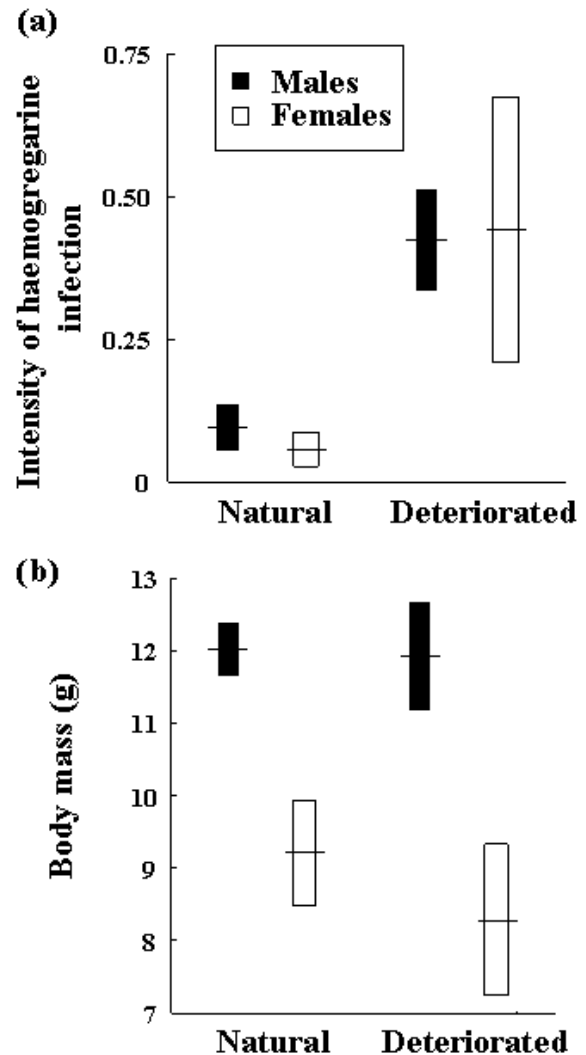 (a)
0.75
Males
Females
0.50
0.25
0
Intensity of haemogregarine
infection
Natural
Deteriorated
(b)
13
12
11
10
9
8
7
Body mass (g)
Natural
Deteriorated